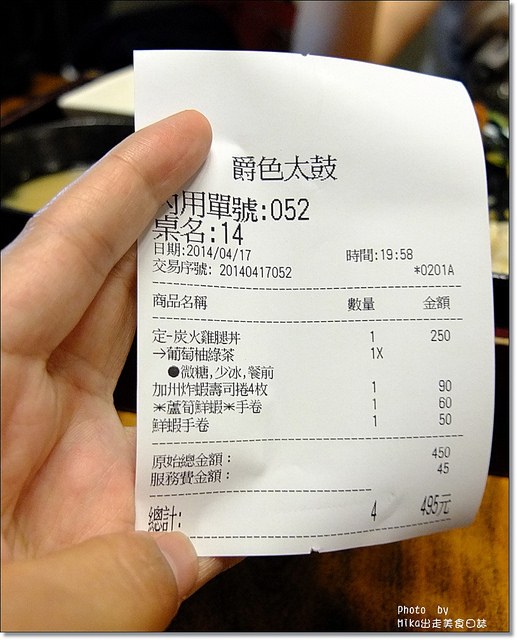 爵色太鼓
內用單號:052
桌名:14
日期:2014/04/17 時間:19:58
交易序號: 20140417052 *0201A
商品名稱 數量 金額
定-炭火雞腿丼 1 250
→葡萄柚綠茶 1X
●微糖,少冰,餐前
加州炸蝦壽司捲4枚 1 90
*蘆筍鮮蝦*手卷 1 60
鮮蝦手卷 1 50
原始總金額: 450
服務費金額: 45
總計: 4 495元
Photo by
Mika出走美食日誌